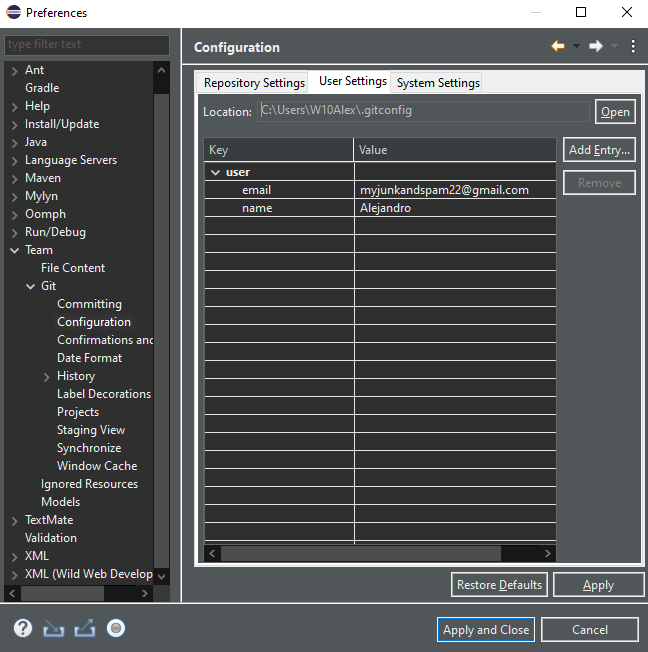 Preferences
type filter text
Ant
Gradle
Help
Install/Update
Java
Language Servers
Maven
Mylyn
Oomph
Run/Debug
Team
File Content
Git
Committing
Configuration
Confirmations and
Date Format
History
Label Decorations
Projects
Staging View
Synchronize
Window Cache
Ignored Resources
Models
TextMate
Validation
XML
XML (Wild Web Develop
Configuration
Repository Settings User Settings System Settings
Location: C:\Users\W10Alex\.gitconfig Open
Key Value Add Entry...
user Remove
email myjunkandspam22@gmail.com
name Alejandro
Restore Defaults Apply
Apply and Close Cancel